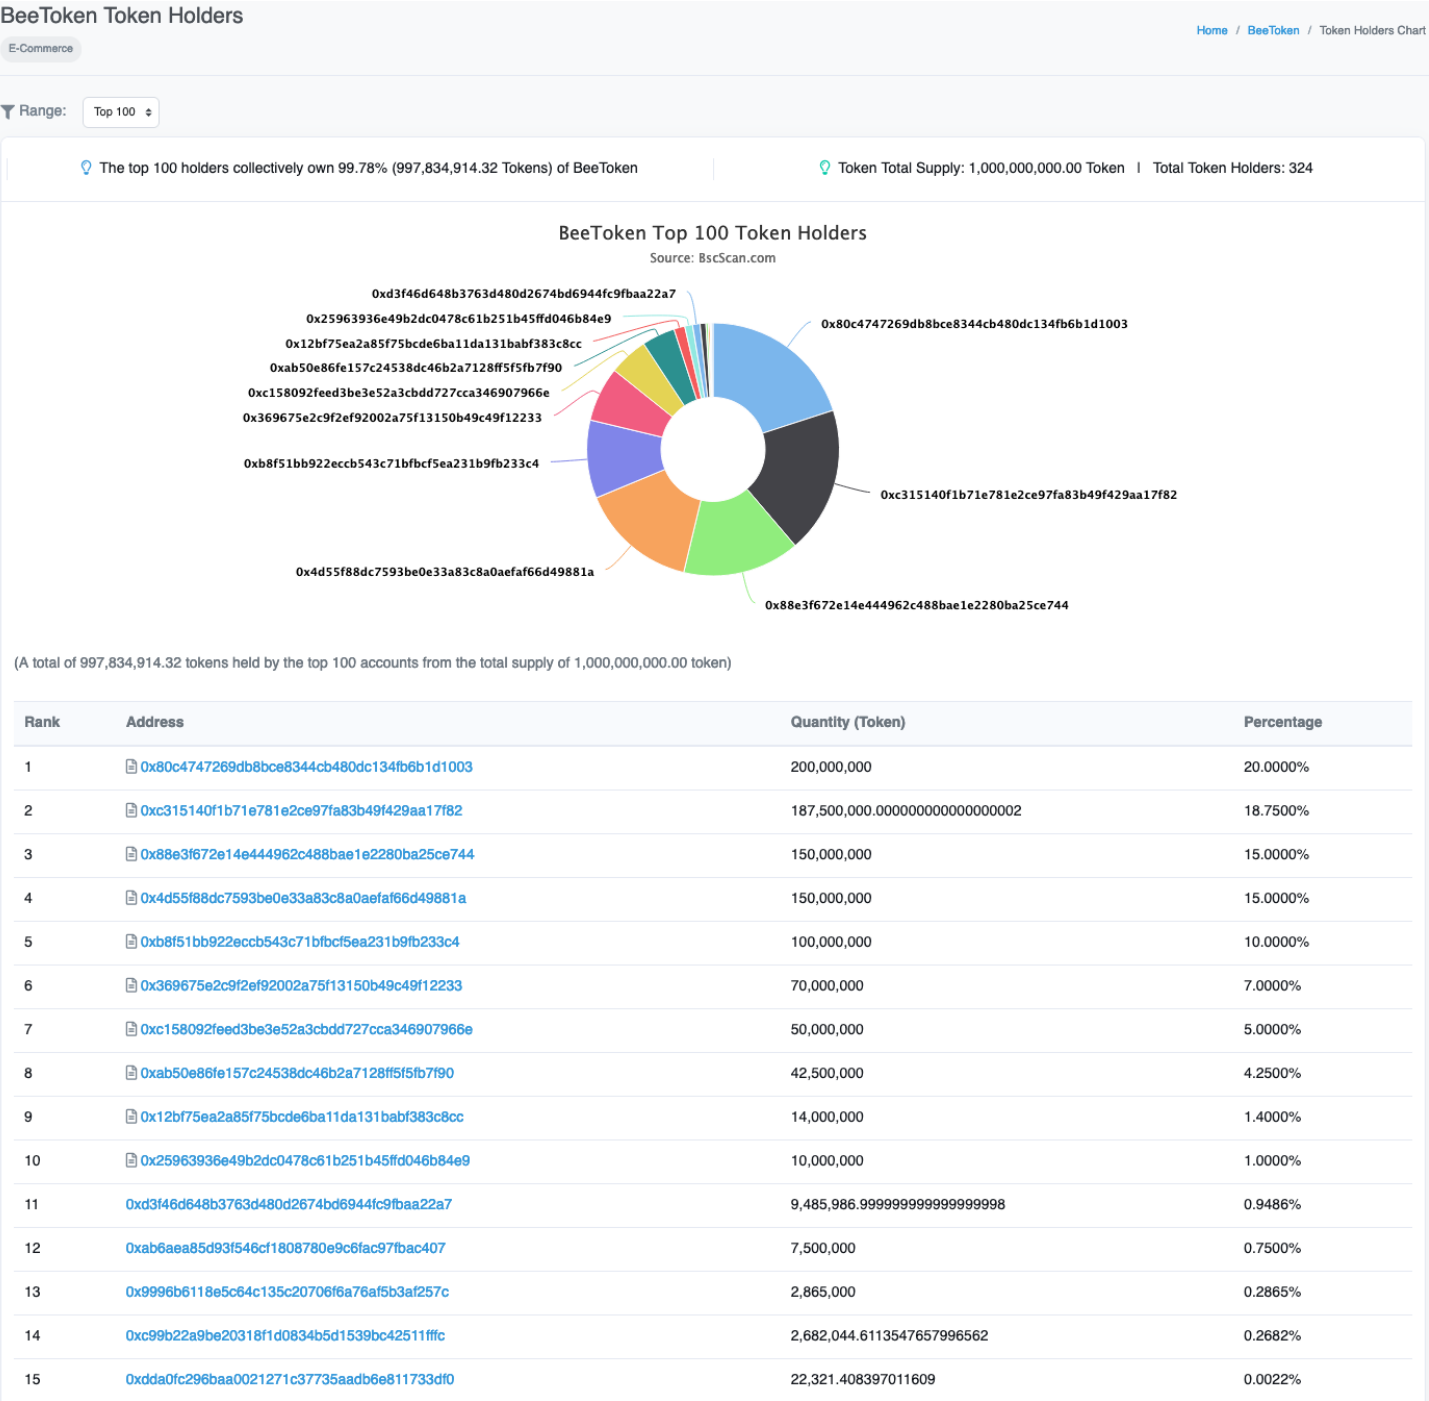 BeeToken Token Holders
Home / BeeToken / Token Holders Chart
E-Commerce
Range: Top 100
The top 100 holders collectively own 99.78% (997,834,914.32 Tokens) of BeeToken
Token Total Supply: 1,000,000,000.00 Token | Total Token Holders: 324
BeeToken Top 100 Token Holders
Source: BscScan.com
0xd3f46d648b3763d480d2674bd6944fc9fbaa22a7
0x25963936e49b2dc0478c61b251b45ffd046b84e9
0x80c4747269db8bce8344cb480dc134fb6b1d1003
0x12bf75ea2a85f75bcde6ba11da131babf383c8cc
0xab50e86fe157c24538dc46b2a7128ff5f5fb7f90
0xc158092feed3be3e52a3cbdd727cca346907966e
0x369675e2c9f2ef92002a75f13150b49c49f12233
0xb8f51bb922eccb543c71bfbcf5ea231b9fb233c4
0xc315140f1b71e781e2ce97fa83b49f429aa17f82
0x4d55f88dc7593be0e33a83c8a0aefaf66d49881a
0x88e3f672e14e444962c488bae1e2280ba25ce744
(A total of 997,834,914.32 tokens held by the top 100 accounts from the total supply of 1,000,000,000.00 token)
Rank Address Quantity (Token) Percentage
1 0x80c4747269db8bce8344cb480dc134fb6b1d1003 200,000,000 20.0000%
2 0xc315140f1b71e781e2ce97fa83b49f429aa17f82 187,500,000.000000000000000002 18.7500%
3 0x88e3f672e14e444962c488bae1e2280ba25ce744 150,000,000 15.0000%
4 0x4d55f88dc7593be0e33a83c8a0aefaf66d49881a 150,000,000 15.0000%
5 0xb8f51bb922eccb543c71bfbcf5ea231b9fb233c4 100,000,000 10.0000%
6 0x369675e2c9f2ef92002a75f13150b49c49f12233 70,000,000 7.0000%
7 0xc158092feed3be3e52a3cbdd727cca346907966e 50,000,000 5.0000%
8 0xab50e86fe157c24538dc46b2a7128ff5f5fb7f90 42,500,000 4.2500%
9 0x12bf75ea2a85f75bcde6ba11da131babf383c8cc 14,000,000 1.4000%
10 0x25963936e49b2dc0478c61b251b45ffd046b84e9 10,000,000 1.0000%
11 0xd3f46d648b3763d480d2674bd6944fc9fbaa22a7 9,485,986.999999999999999998 0.9486%
12 0xab6aea85d93f546cf1808780e9c6fac97fbac407 7,500,000 0.7500%
13 0x9996b6118e5c64c135c20706f6a76af5b3af257c 2,865,000 0.2865%
14 0xc99b22a9be20318f1d0834b5d1539bc42511fffc 2,682,044.6113547657996562 0.2682%
15 0xdda0fc296baa0021271c37735aadb6e811733df0 22,321.408397011609 0.0022%